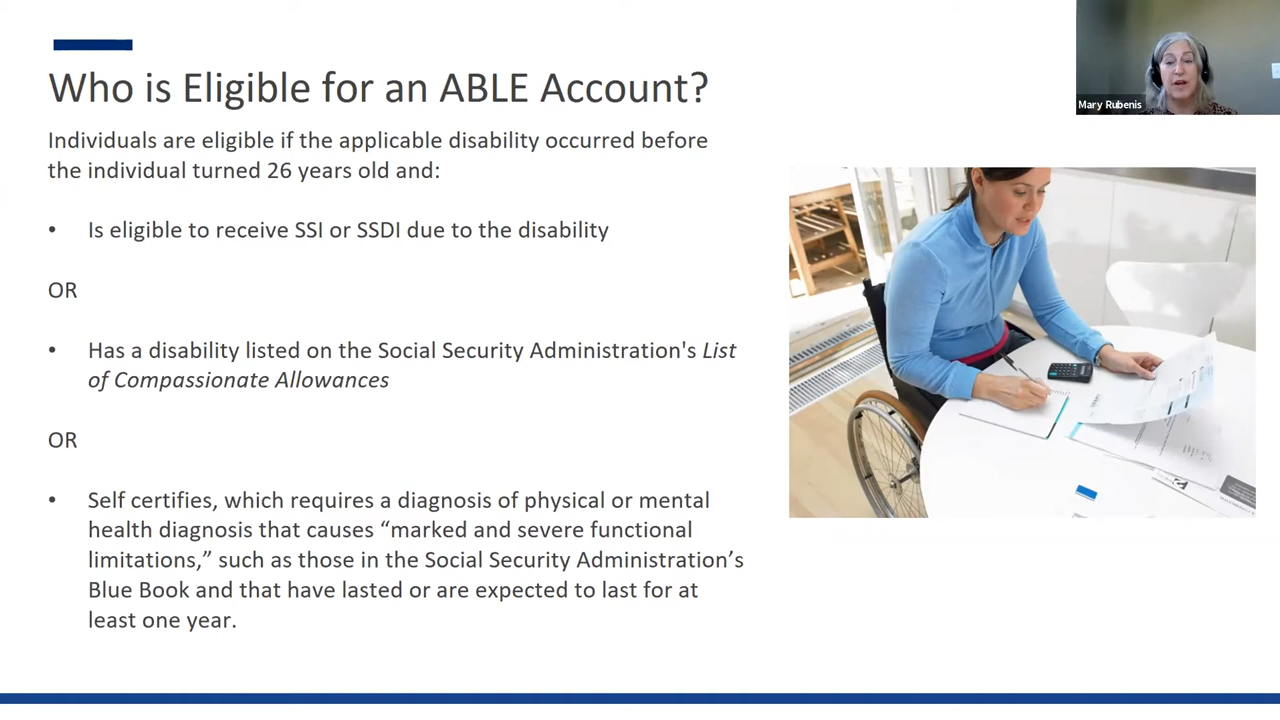 Who is Eligible for an ABLE Account?
Mary Rubenis
Individuals are eligible if the applicable disability occurred before
the individual turned 26 years old and:
• Is eligible to receive SSI or SSDI due to the disability
OR
• Has a disability listed on the Social Security Administration's List
of Compassionate Allowances
OR
• Self certifies, which requires a diagnosis of physical or mental
health diagnosis that causes “marked and severe functional
limitations,” such as those in the Social Security Administration’s
Blue Book and that have lasted or are expected to last for at
least one year.